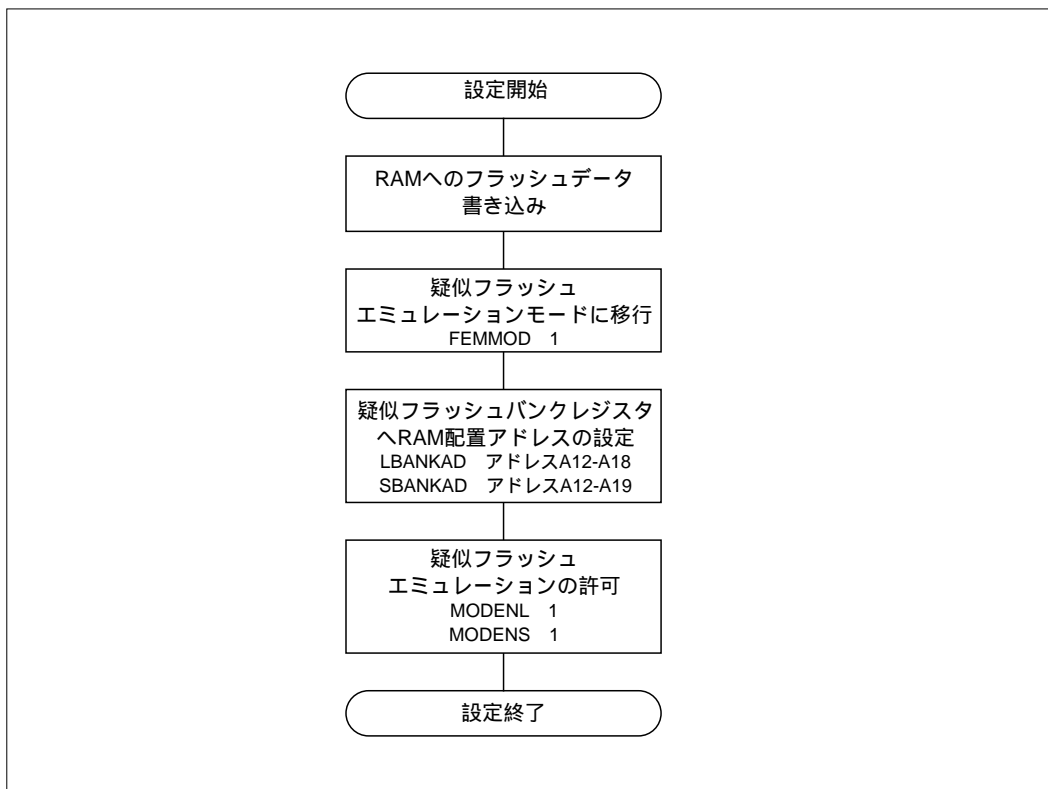 設定開始
RAMへのフラッシュデータ
書き込み
疑似フラッシュ
エミュレーションモードに移行
FEMMOD　1
疑似フラッシュバンクレジスタ
へRAM配置アドレスの設定
LBANKAD　アドレスA12-A18
SBANKAD　アドレスA12-A19
疑似フラッシュ
エミュレーションの許可
MODENL　1
MODENS　1
設定終了